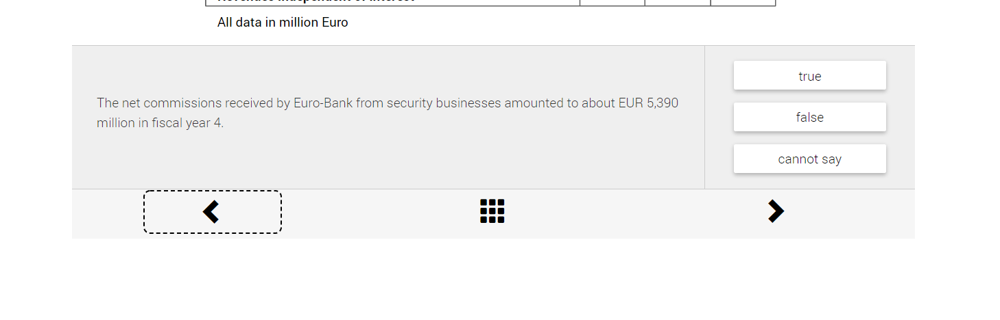 All data in million Euro
The net commissions received by Euro-Bank from security businesses amounted to about EUR 5,390
million in fiscal year 4.
true
false
cannot say